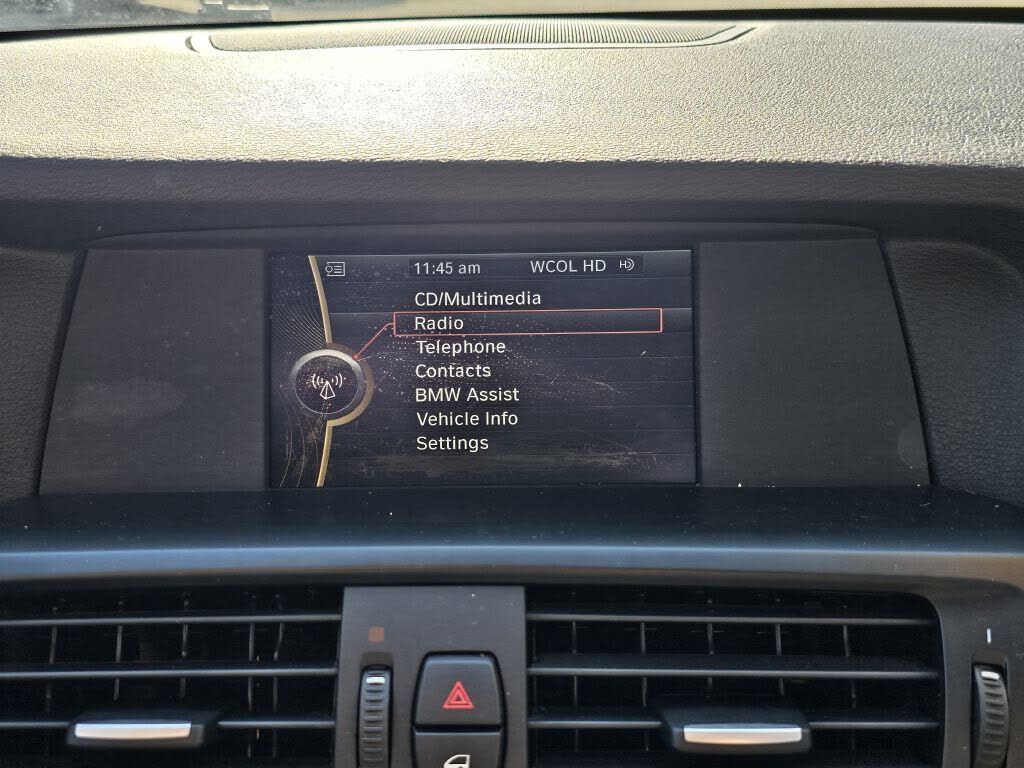 11:45 am WCOL HD
CD/Multimedia
Radio
Telephone
Contacts
BMW Assist
Vehicle Info
Settings